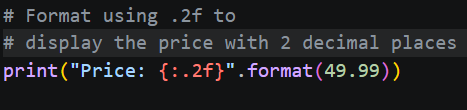 # Format using .2f to
# display the price with 2 decimal places
print("Price: {:.2f}".format(49.99))